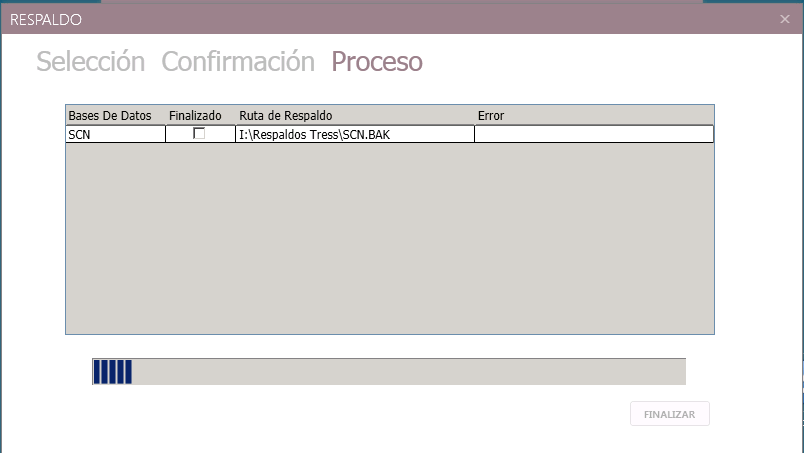 RESPALDO
Selección Confirmación Proceso
Bases De Datos Finalizado Ruta de Respaldo Error
SCN I:\Respaldos Tress\SCN.BAK
FINALIZAR